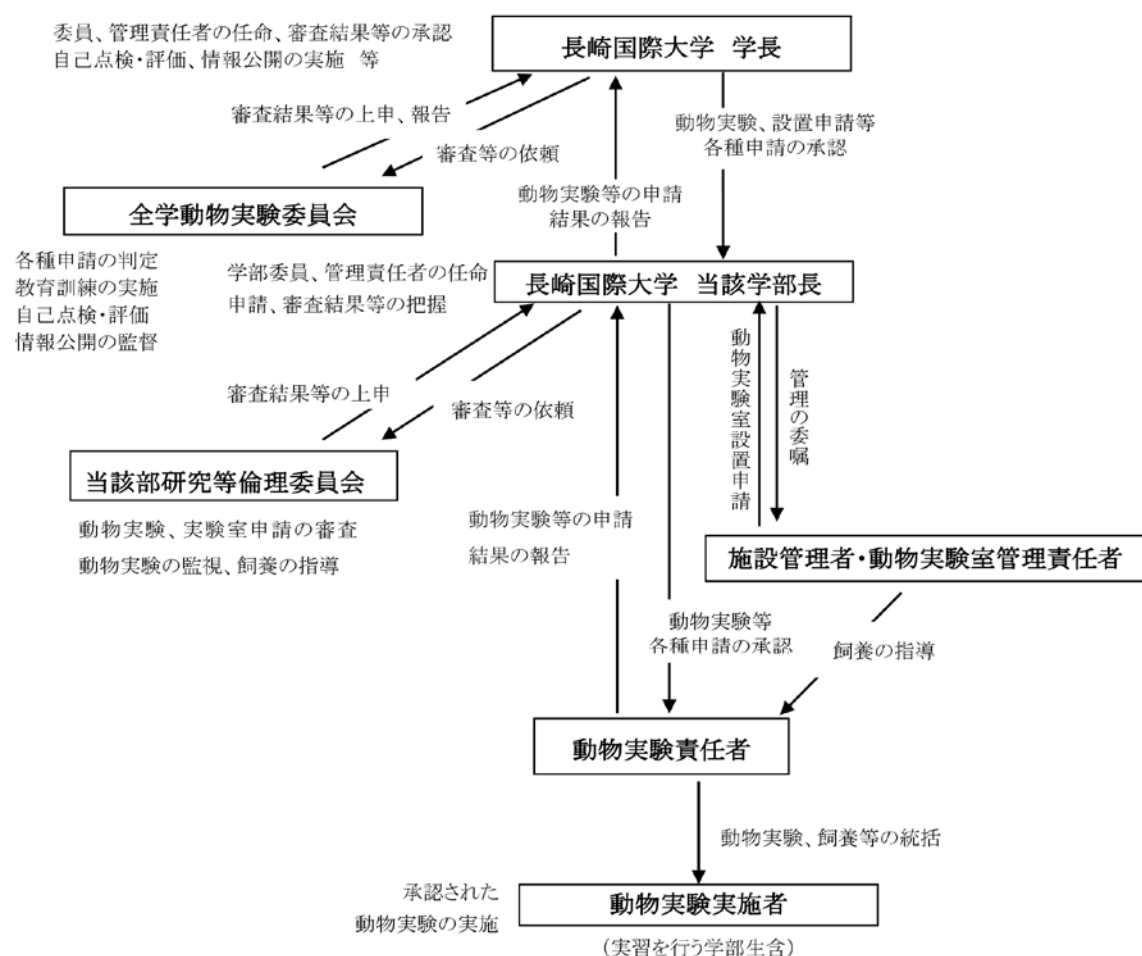 委員、管理責任者の任命、審査結果等の承認
自己点検・評価、情報公開の実施 等
長崎国際大学 学長
審査結果等の上申、報告
審査等の依頼
動物実験、設置申請等
各種申請の承認
動物実験等の申請
結果の報告
全学動物実験委員会
各種申請の判定
教育訓練の実施
自己点検・評価
情報公開の監督
学部委員、管理責任者の任命
申請、審査結果等の把握
長崎国際大学 当該学部長
審査結果等の上申
審査等の依頼
動物実験室設置申請
管理の委嘱
当該部研究等倫理委員会
動物実験、実験室申請の審査
動物実験の監視、飼養の指導
動物実験等の申請
結果の報告
施設管理者・動物実験室管理責任者
動物実験等
各種申請の承認
飼養の指導
動物実験責任者
動物実験、飼養等の統括
承認された
動物実験の実施
動物実験実施者
(実習を行う学部生含)